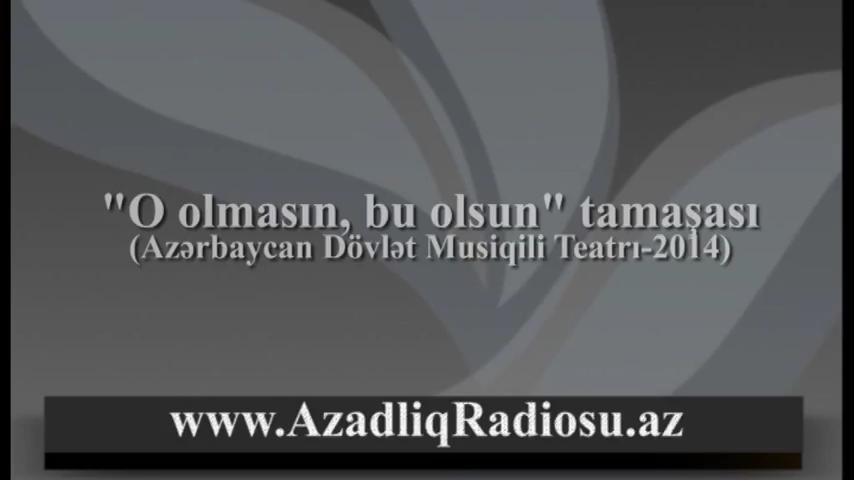 "O olmasın, bu olsun" tamaşası
(Azərbaycan Dövlət Musiqili Teatrı-2014)
www.AzadliqRadiosu.az